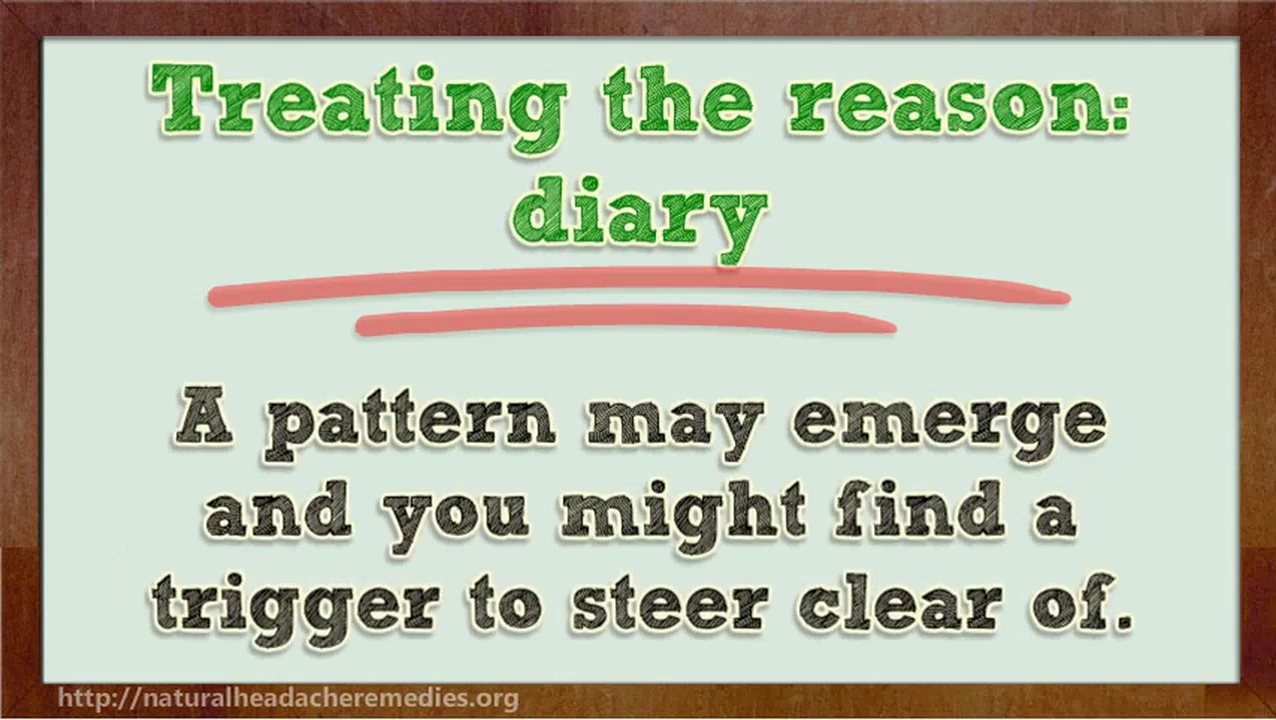 Treating the reason:
diary
A pattern may emerge
and you might find a
trigger to steer clear of.
http://naturalheadacheremedies.org